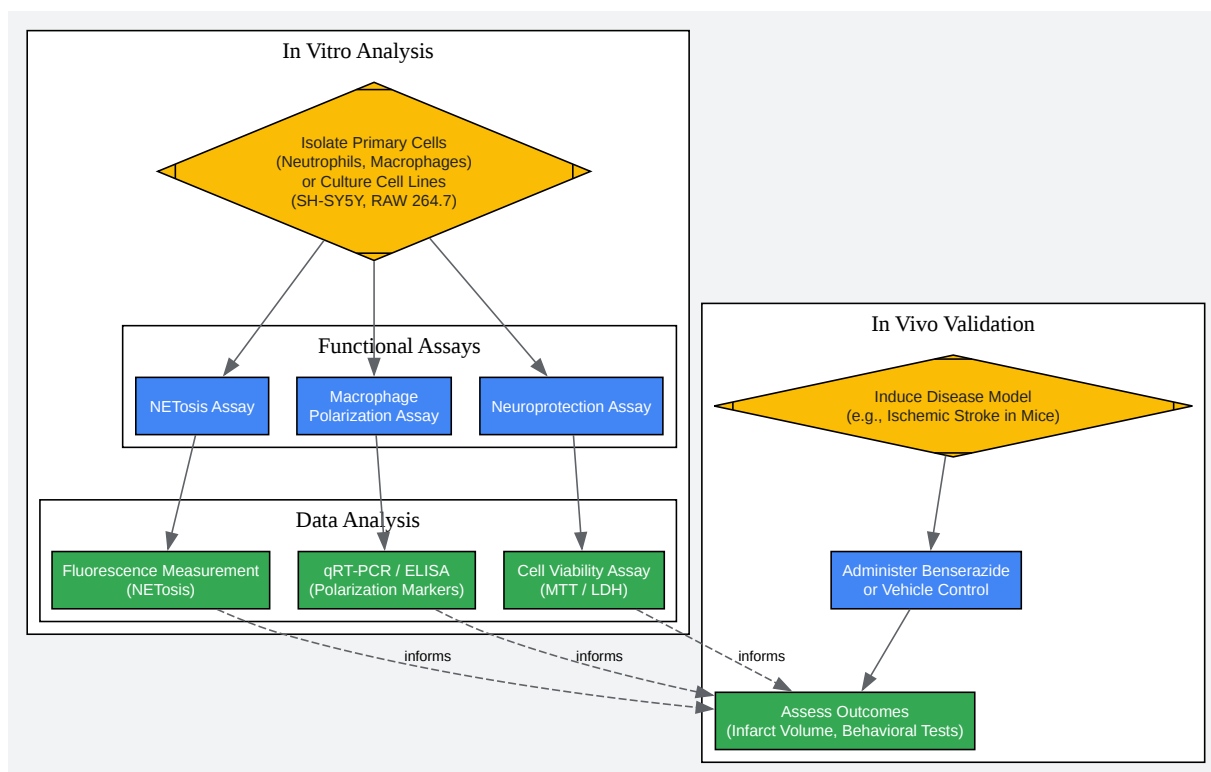 In Vitro Analysis
Isolate Primary Cells
(Neutrophils, Macrophages)
or Culture Cell Lines
(SH-SY5Y, RAW 264.7)
Functional Assays
NETosis Assay
Macrophage
Polarization Assay
Neuroprotection Assay
Data Analysis
Fluorescence Measurement
(NETosis)
qRT-PCR / ELISA
(Polarization Markers)
Cell Viability Assay
(MTT / LDH)
informs
informs
informs
In Vivo Validation
Induce Disease Model
(e.g., Ischemic Stroke in Mice)
Administer Benserazide
or Vehicle Control
Assess Outcomes
(Infarct Volume, Behavioral Tests)